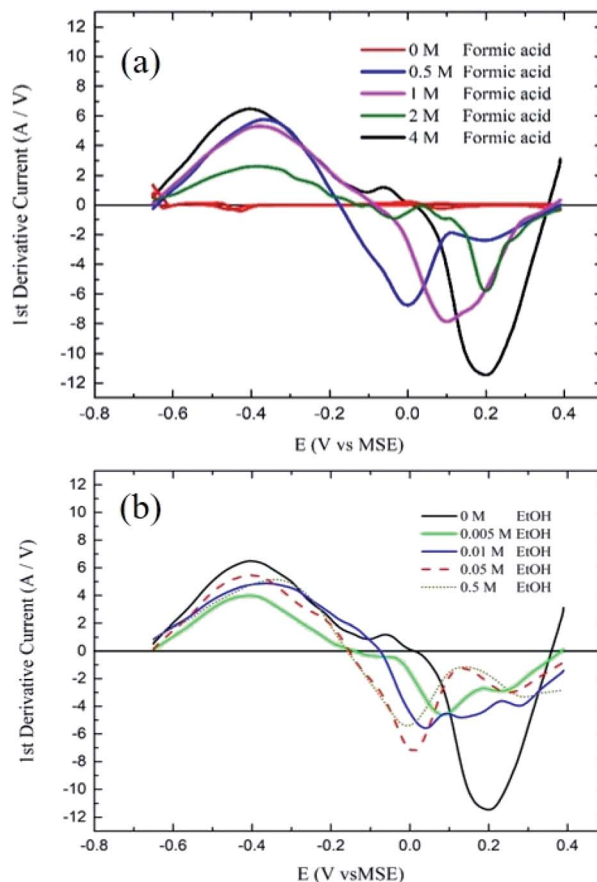 (a)
0 M Formic acid
0.5 M Formic acid
1 M Formic acid
2 M Formic acid
4 M Formic acid
1st Derivative Current (A / V)
12
10
8
6
4
2
0
-2
-4
-6
-8
-10
-12
-0.8 -0.6 -0.4 -0.2 0.0 0.2 0.4
E (V vs MSE)
(b)
0 M EtOH
0.005 M EtOH
0.01 M EtOH
0.05 M EtOH
0.5 M EtOH
1st Derivative Current (A / V)
12
10
8
6
4
2
0
-2
-4
-6
-8
-10
-12
-0.8 -0.6 -0.4 -0.2 0.0 0.2 0.4
E (V vsMSE)